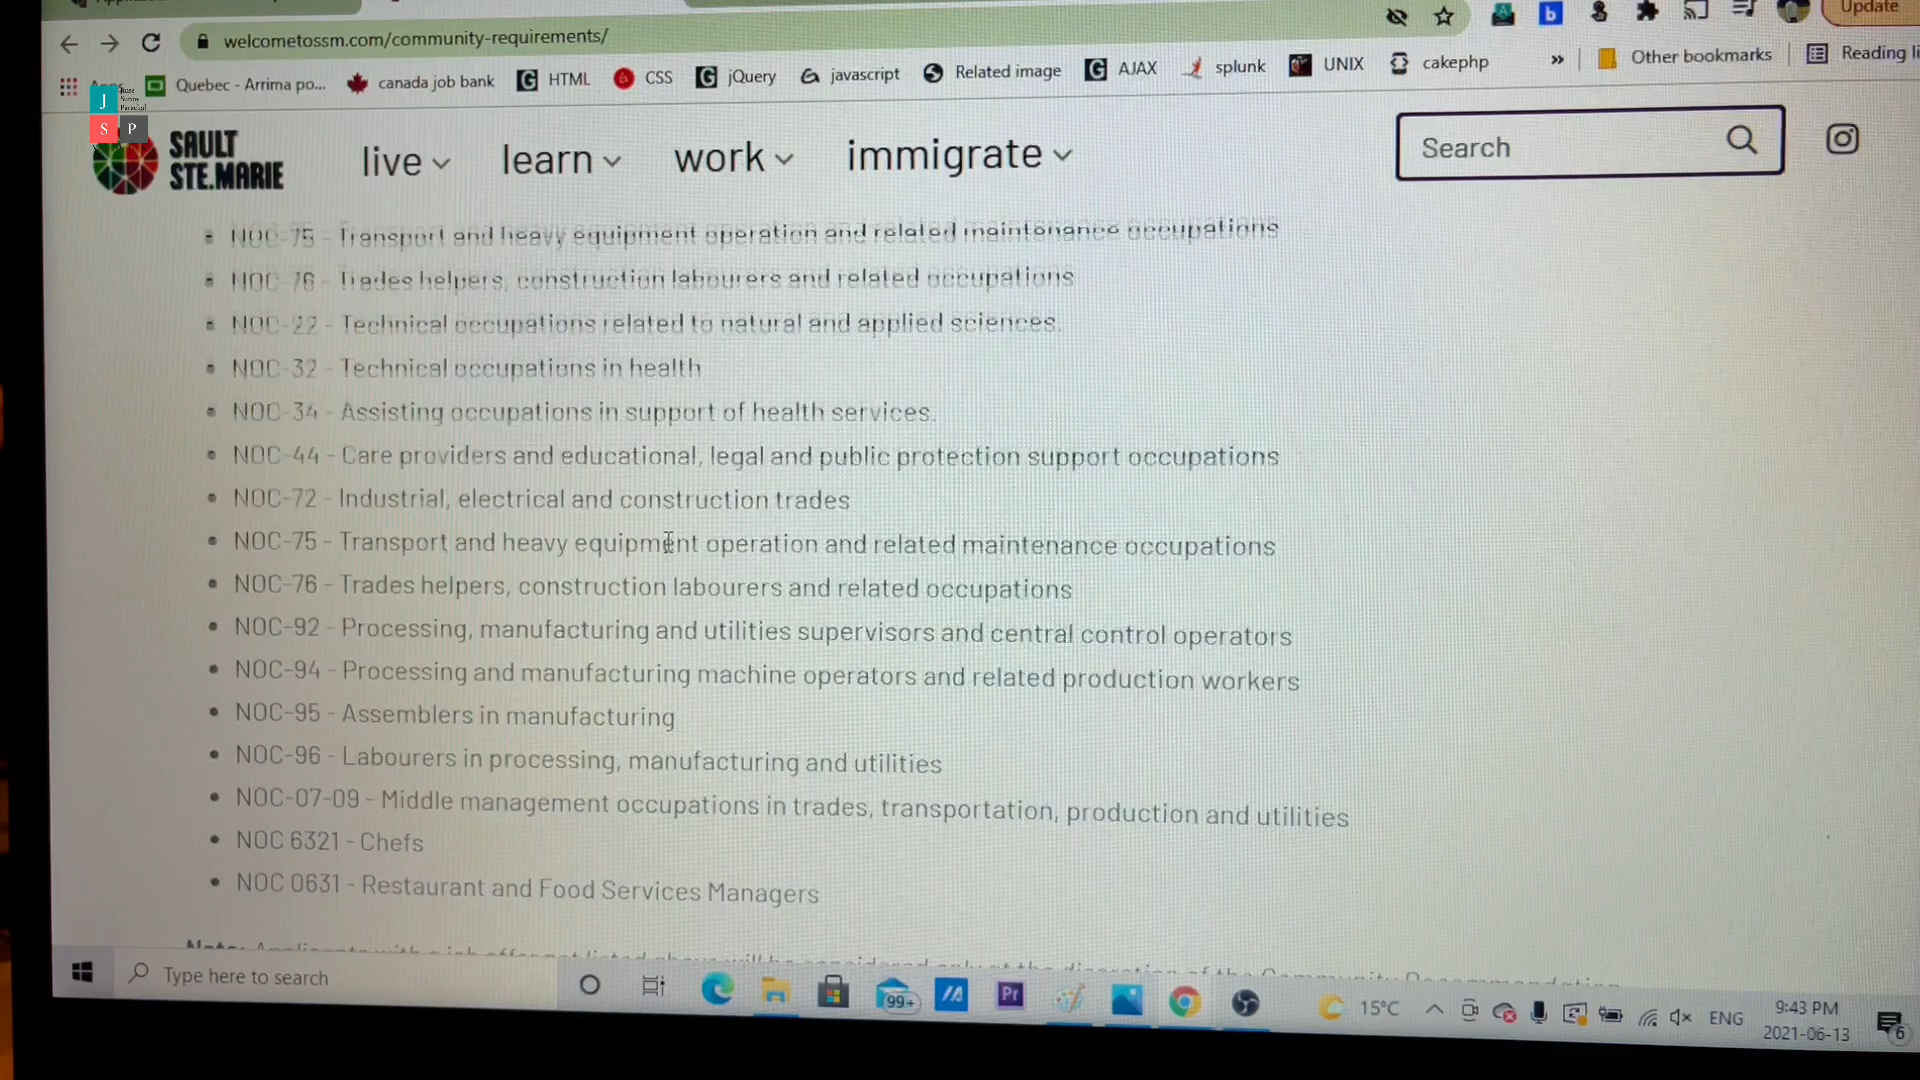 Update
welcometossm.com/community-requirements/
Quebec - Arrima po...
canada job bank
HTML
CSS
jQuery
javascript
Related image
AJAX
splunk
UNIX
cakephp
»
Other bookmarks
Reading li
J
S P
SAULT
STE.MARIE
live
learn
work
immigrate
Search
• NOC-75 - Transport and heavy equipment operation and related maintenance occupations
• NOC-76 - Trades helpers, construction labourers and related occupations
• NOC-22 - Technical occupations related to natural and applied sciences.
• NOC-32 - Technical occupations in health
• NOC-34 - Assisting occupations in support of health services.
• NOC-44 - Care providers and educational, legal and public protection support occupations
• NOC-72 - Industrial, electrical and construction trades
• NOC-75 - Transport and heavy equipment operation and related maintenance occupations
• NOC-76 - Trades helpers, construction labourers and related occupations
• NOC-92 - Processing, manufacturing and utilities supervisors and central control operators
• NOC-94 - Processing and manufacturing machine operators and related production workers
• NOC-95 - Assemblers in manufacturing
• NOC-96 - Labourers in processing, manufacturing and utilities
• NOC-07-09 - Middle management occupations in trades, transportation, production and utilities
• NOC 6321 - Chefs
• NOC 0631 - Restaurant and Food Services Managers
Type here to search
99+
Pr
15°C
ENG
9:43 PM
2021-06-13
6